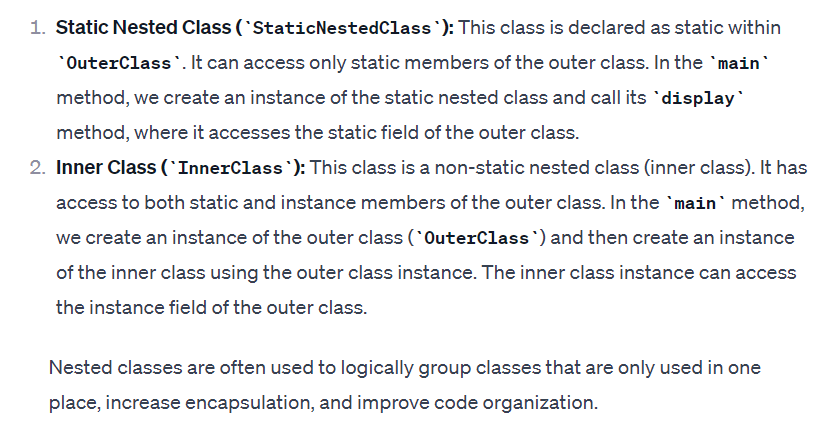 1. Static Nested Class (`StaticNestedClass`): This class is declared as static within
`OuterClass`. It can access only static members of the outer class. In the `main`
method, we create an instance of the static nested class and call its `display`
method, where it accesses the static field of the outer class.
2. Inner Class (`InnerClass`): This class is a non-static nested class (inner class). It has
access to both static and instance members of the outer class. In the `main` method,
we create an instance of the outer class (`OuterClass`) and then create an instance
of the inner class using the outer class instance. The inner class instance can access
the instance field of the outer class.
Nested classes are often used to logically group classes that are only used in one
place, increase encapsulation, and improve code organization.